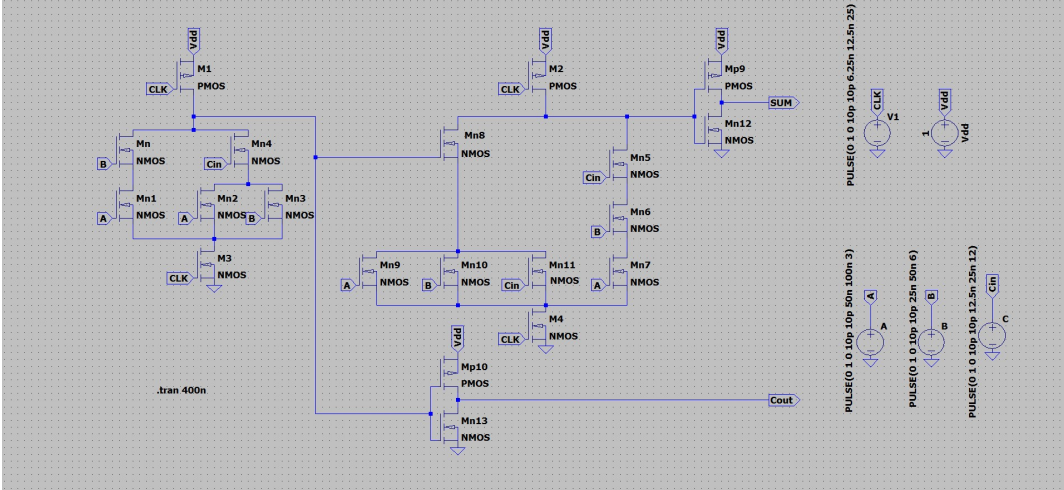 Vdd
M1
CLK
PMOS
Vdd
M2
CLK
PMOS
Vdd
Mp9
PMOS
SUM
Mn12
NMOS
PULSE(0 1 0 10p 10p 6.25n 12.5n 25)
CLK
V1
Vdd
1
Vdd
Mn
B
NMOS
Mn4
Cin
NMOS
Mn8
NMOS
Mn5
Cin
NMOS
Mn1
A
NMOS
Mn2
A
NMOS
Mn3
B
NMOS
Mn6
B
NMOS
M3
CLK
NMOS
Mn9
A
NMOS
Mn10
B
NMOS
Mn11
Cin
NMOS
Mn7
A
NMOS
M4
CLK
NMOS
Vdd
Mp10
PMOS
Cout
Mn13
NMOS
.tran 400n
PULSE(0 1 0 10p 10p 50n 100n 3)
A
A
PULSE(0 1 0 10p 10p 25n 50n 6)
B
B
PULSE(0 1 0 10p 10p 12.5n 25n 12)
Cin
C